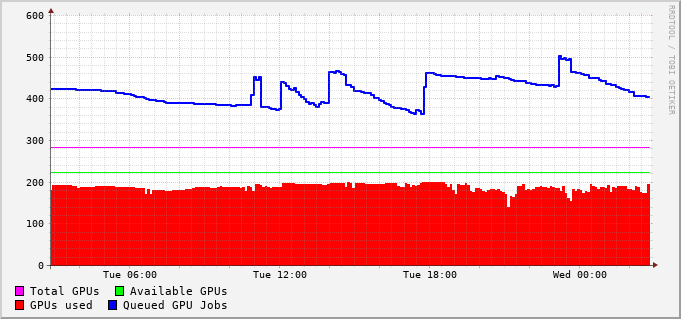 600
500
400
300
200
100
0
Tue 06:00 Tue 12:00 Tue 18:00 Wed 00:00
Total GPUs Available GPUs
GPUs used Queued GPU Jobs
RRDTOOL / TOBI OETIKER